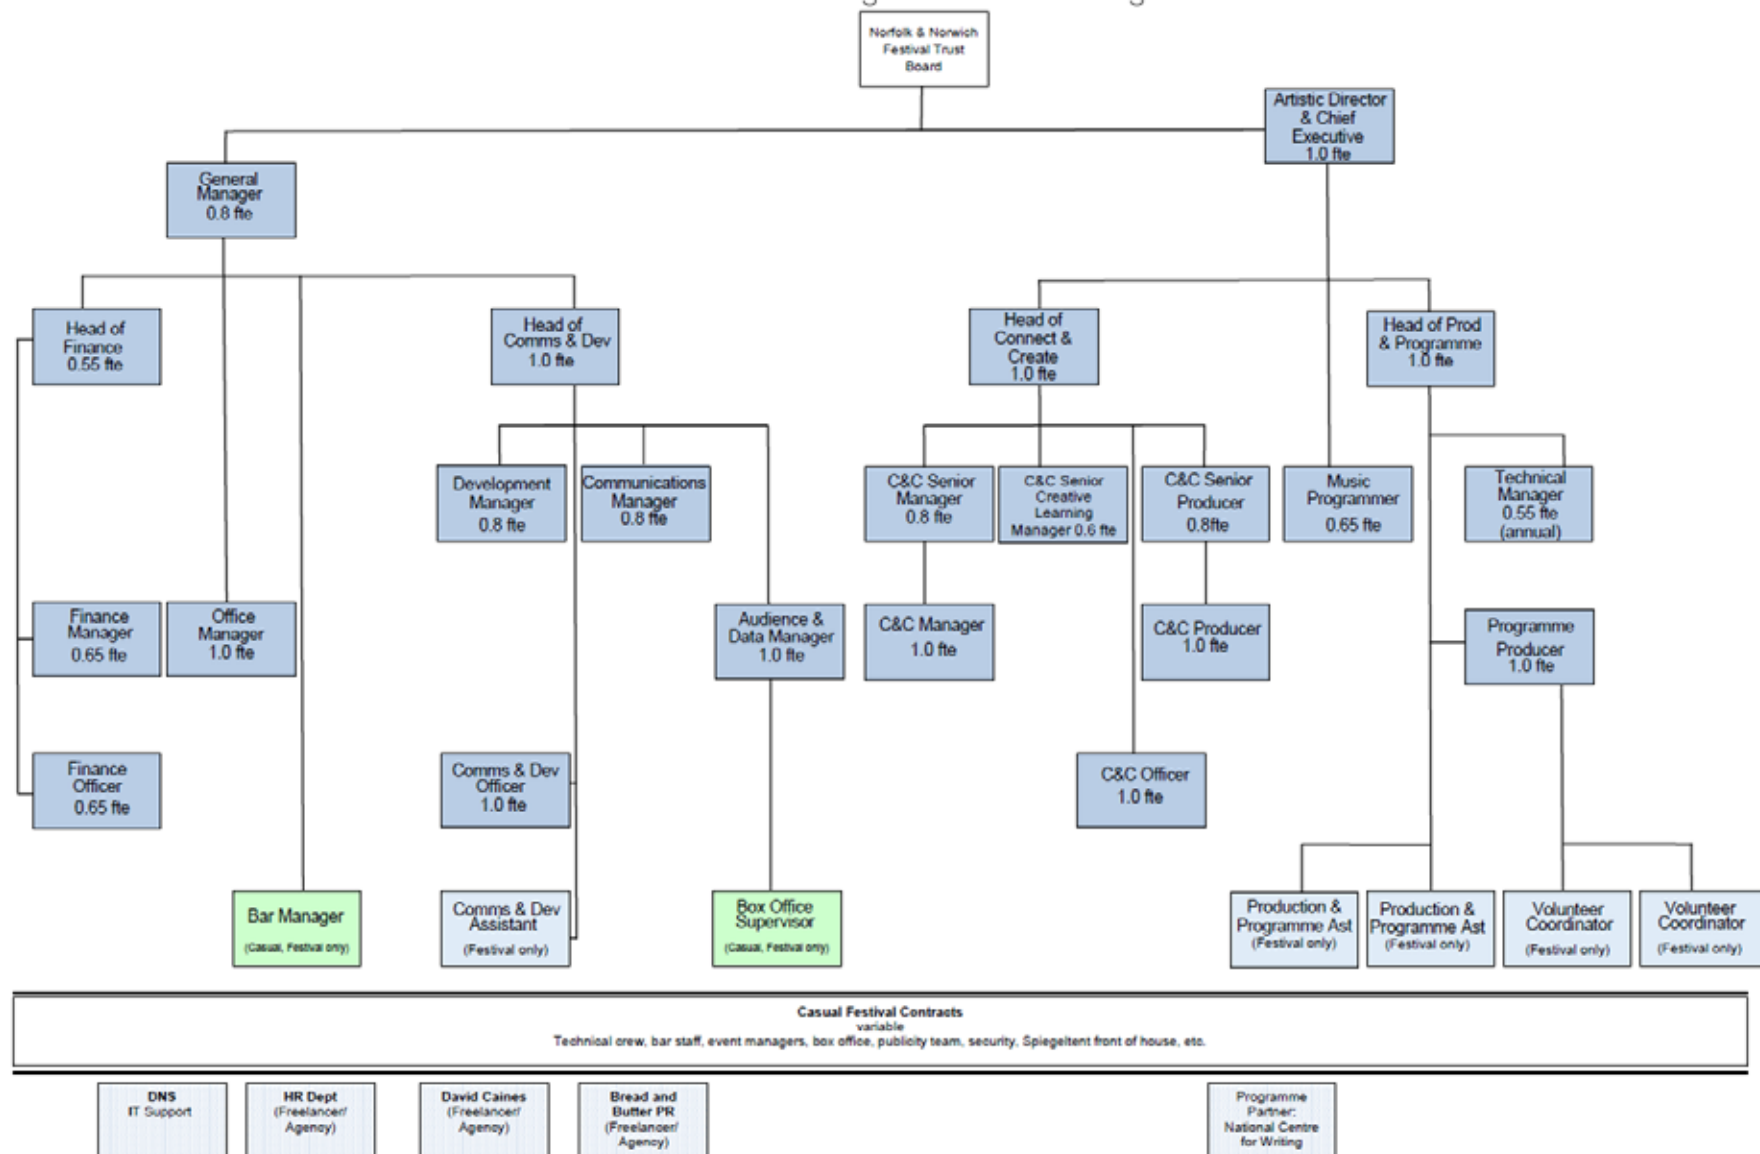 Norfolk & Norwich
Festival Trust
Board
Artistic Director
& Chief
Executive
1.0 fte
General
Manager
0.8 fte
Head of
Finance
0.55 fte
Head of
Comms & Dev
1.0 fte
Head of
Connect &
Create
1.0 fte
Head of Prod
& Programme
1.0 fte
Development
Manager
0.8 fte
Communications
Manager
0.8 fte
C&C Senior
Manager
0.8 fte
C&C Senior
Creative
Learning
Manager 0.6 fte
C&C Senior
Producer
0.8fte
Music
Programmer
0.65 fte
Technical
Manager
0.55 fte
(annual)
Finance
Manager
0.65 fte
Office
Manager
1.0 fte
Audience &
Data Manager
1.0 fte
C&C Manager
1.0 fte
C&C Producer
1.0 fte
Programme
Producer
1.0 fte
Finance
Officer
0.65 fte
Comms & Dev
Officer
1.0 fte
C&C Officer
1.0 fte
Bar Manager
(Casual, Festival only)
Comms & Dev
Assistant
(Festival only)
Box Office
Supervisor
(Casual, Festival only)
Production &
Programme Ast
(Festival only)
Production &
Programme Ast
(Festival only)
Volunteer
Coordinator
(Festival only)
Volunteer
Coordinator
(Festival only)
Casual Festival Contracts
variable
Technical crew, bar staff, event managers, box office, publicity team, security, Spiegeltent front of house, etc.
DNS
IT Support
HR Dept
(Freelancer/
Agency)
David Caines
(Freelancer/
Agency)
Bread and
Butter PR
(Freelancer/
Agency)
Programme
Partner:
National Centre
for Writing